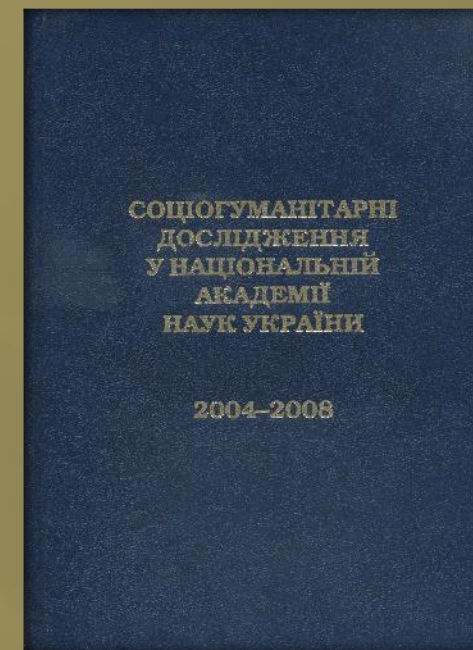 СОЦІОГУМАНІТАРНІ
ДОСЛІДЖЕННЯ
У НАЦІОНАЛЬНІЙ
АКАДЕМІЇ
НАУК УКРАЇНИ
2004–2008